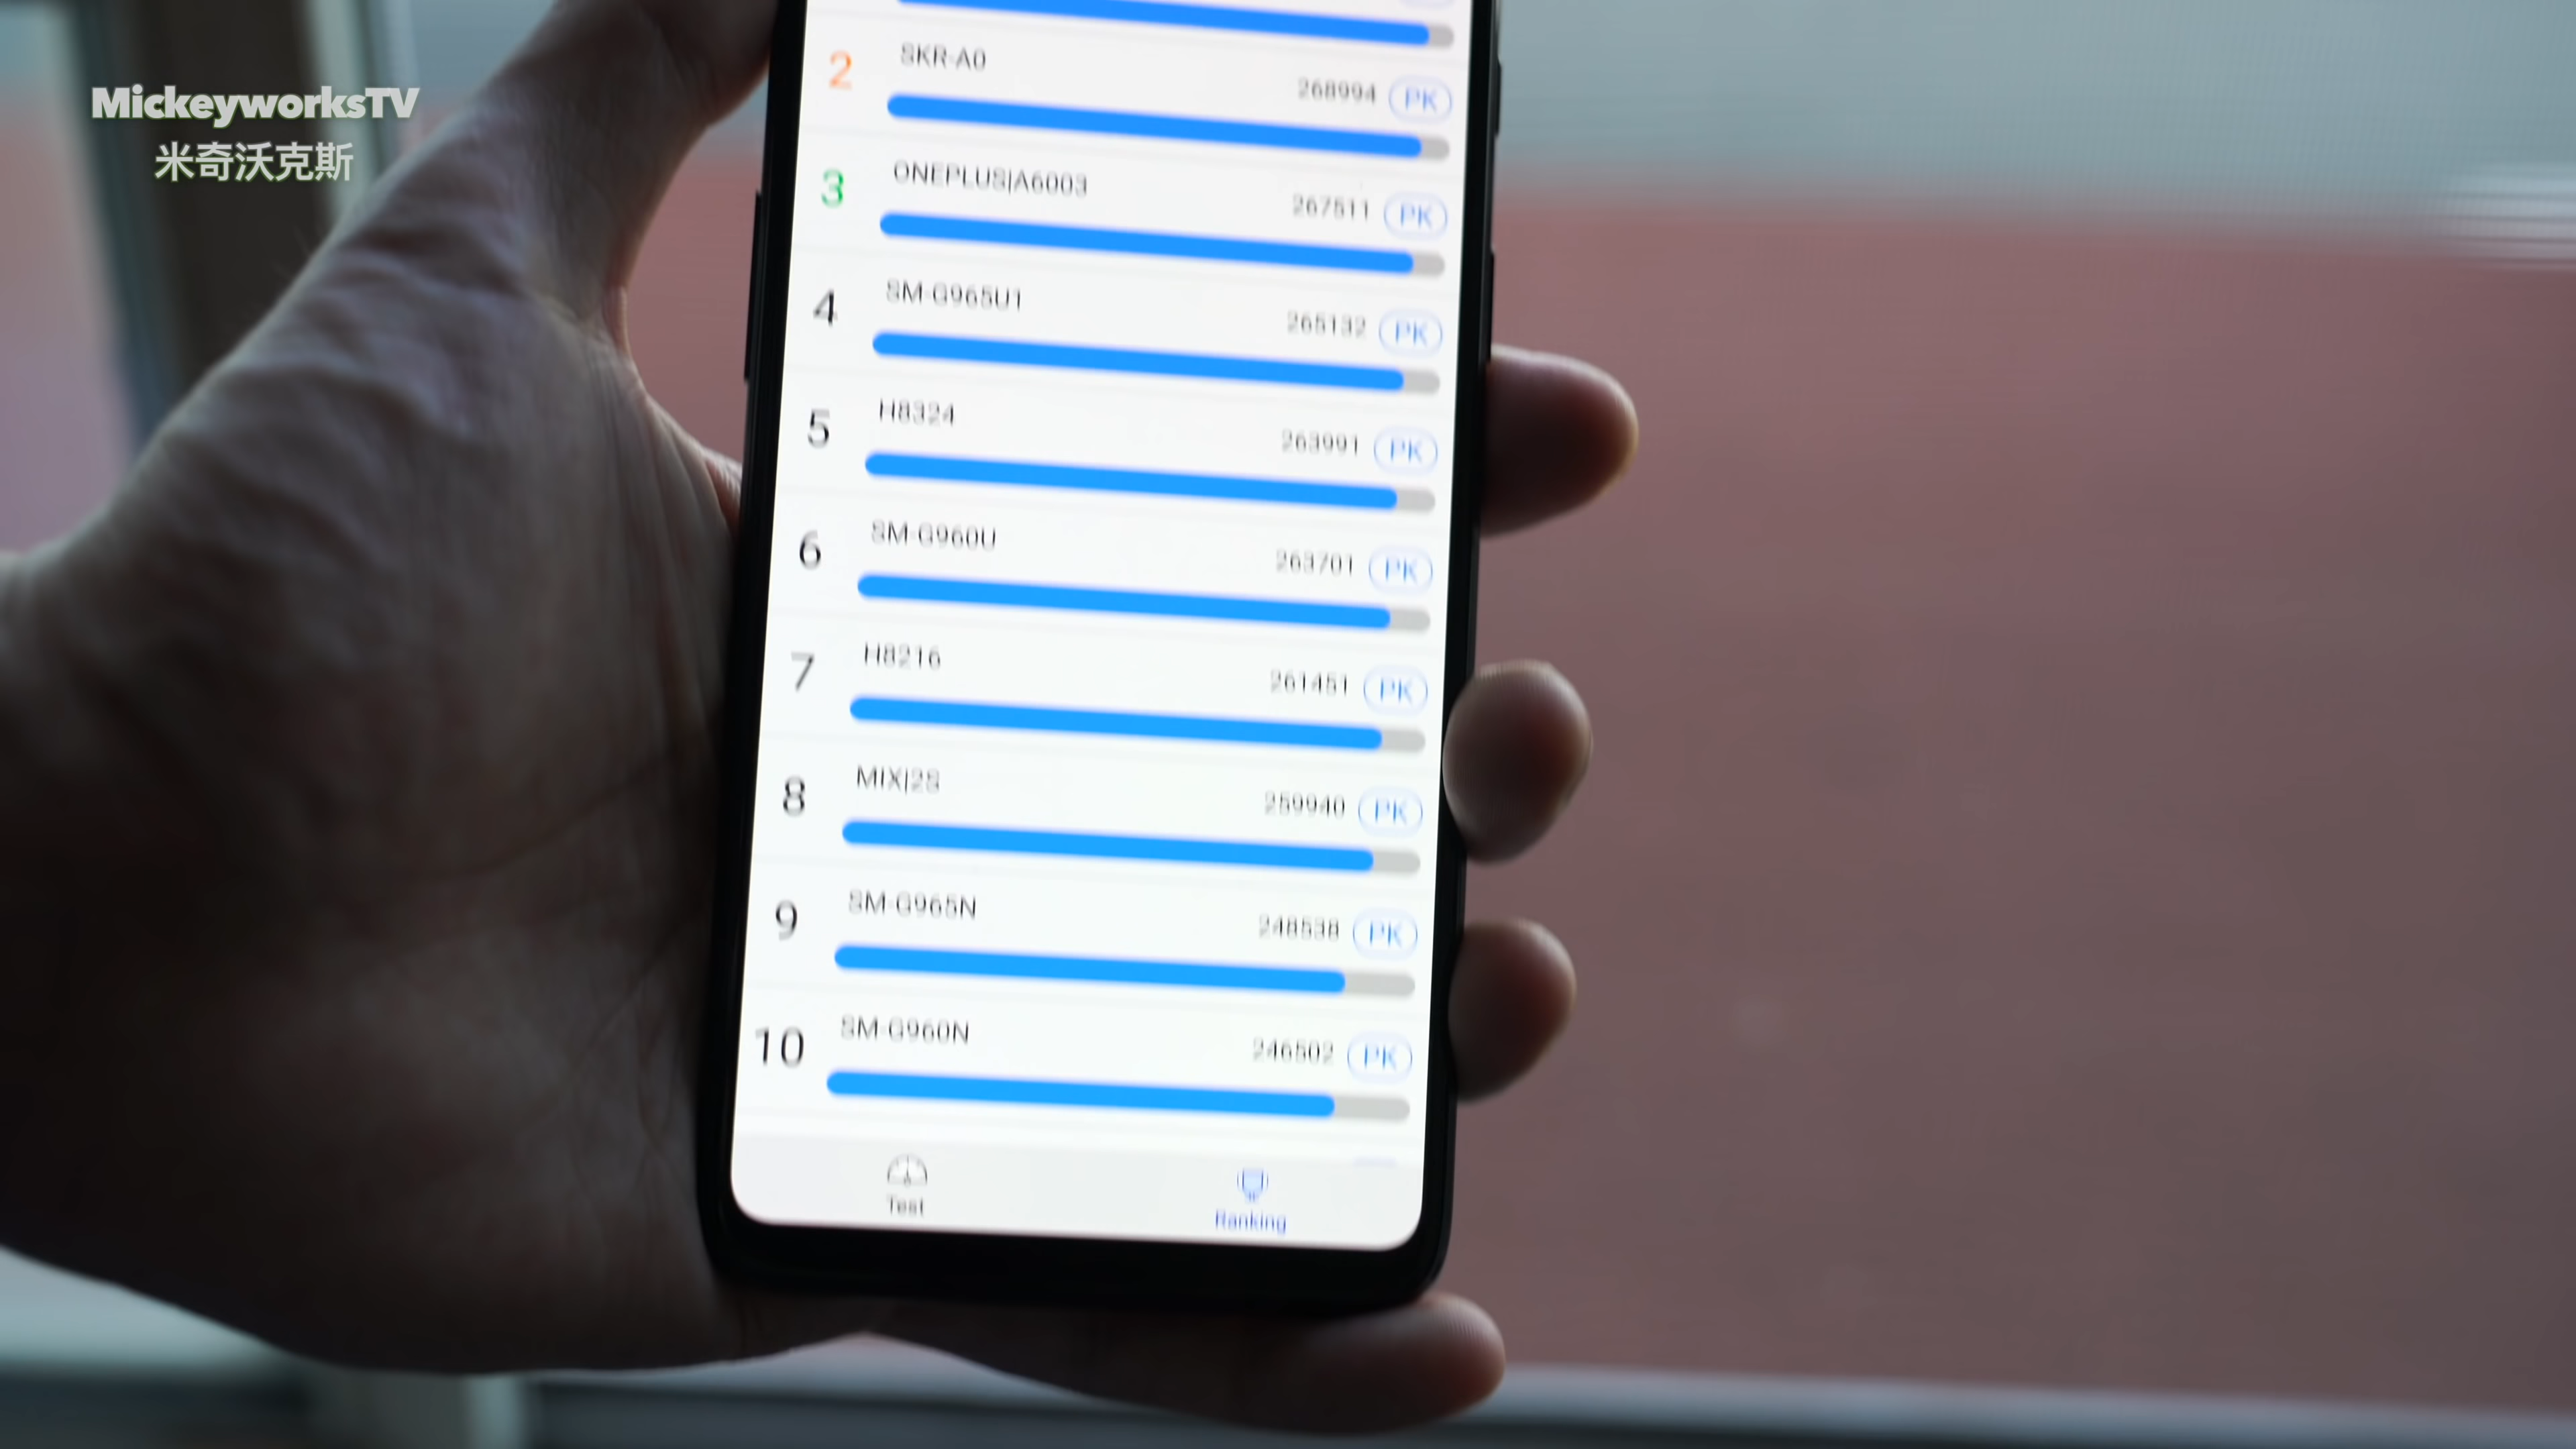 MickeyworksTV
米奇沃克斯
2 SKR-A0 268994 PK
3 ONEPLUS|A6003 267511 PK
4 SM-G965U1 265132 PK
5 H8324 263991 PK
6 SM-G960U 263701 PK
7 H8216 261451 PK
8 MIX|2S 259940 PK
9 SM-G965N 248538 PK
10 SM-G960N 246502 PK
Test Ranking